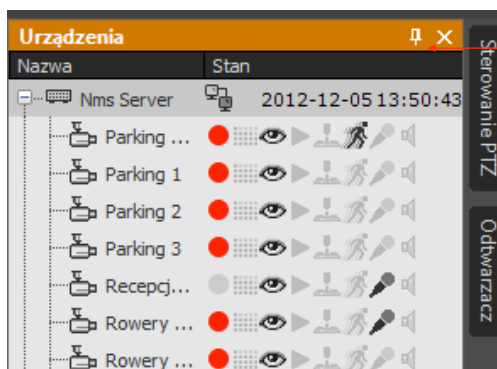 Urządzenia
Nazwa Stan
Nms Server 2012-12-05 13:50:43
Parking ...
Parking 1
Parking 2
Parking 3
Recepcj...
Rowery ...
Rowery ...
Sterowanie PTZ
Odtwarzacz